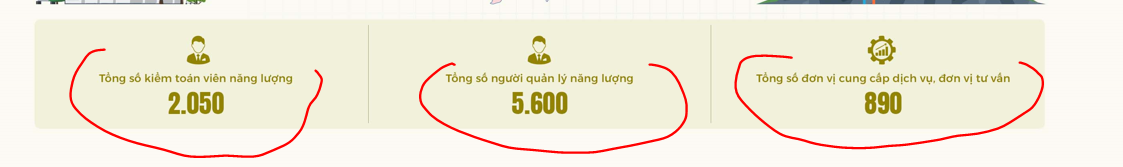 Tổng số kiểm toán viên năng lượng
2.050
Tổng số người quản lý năng lượng
5.600
Tổng số đơn vị cung cấp dịch vụ, đơn vị tư vấn
890